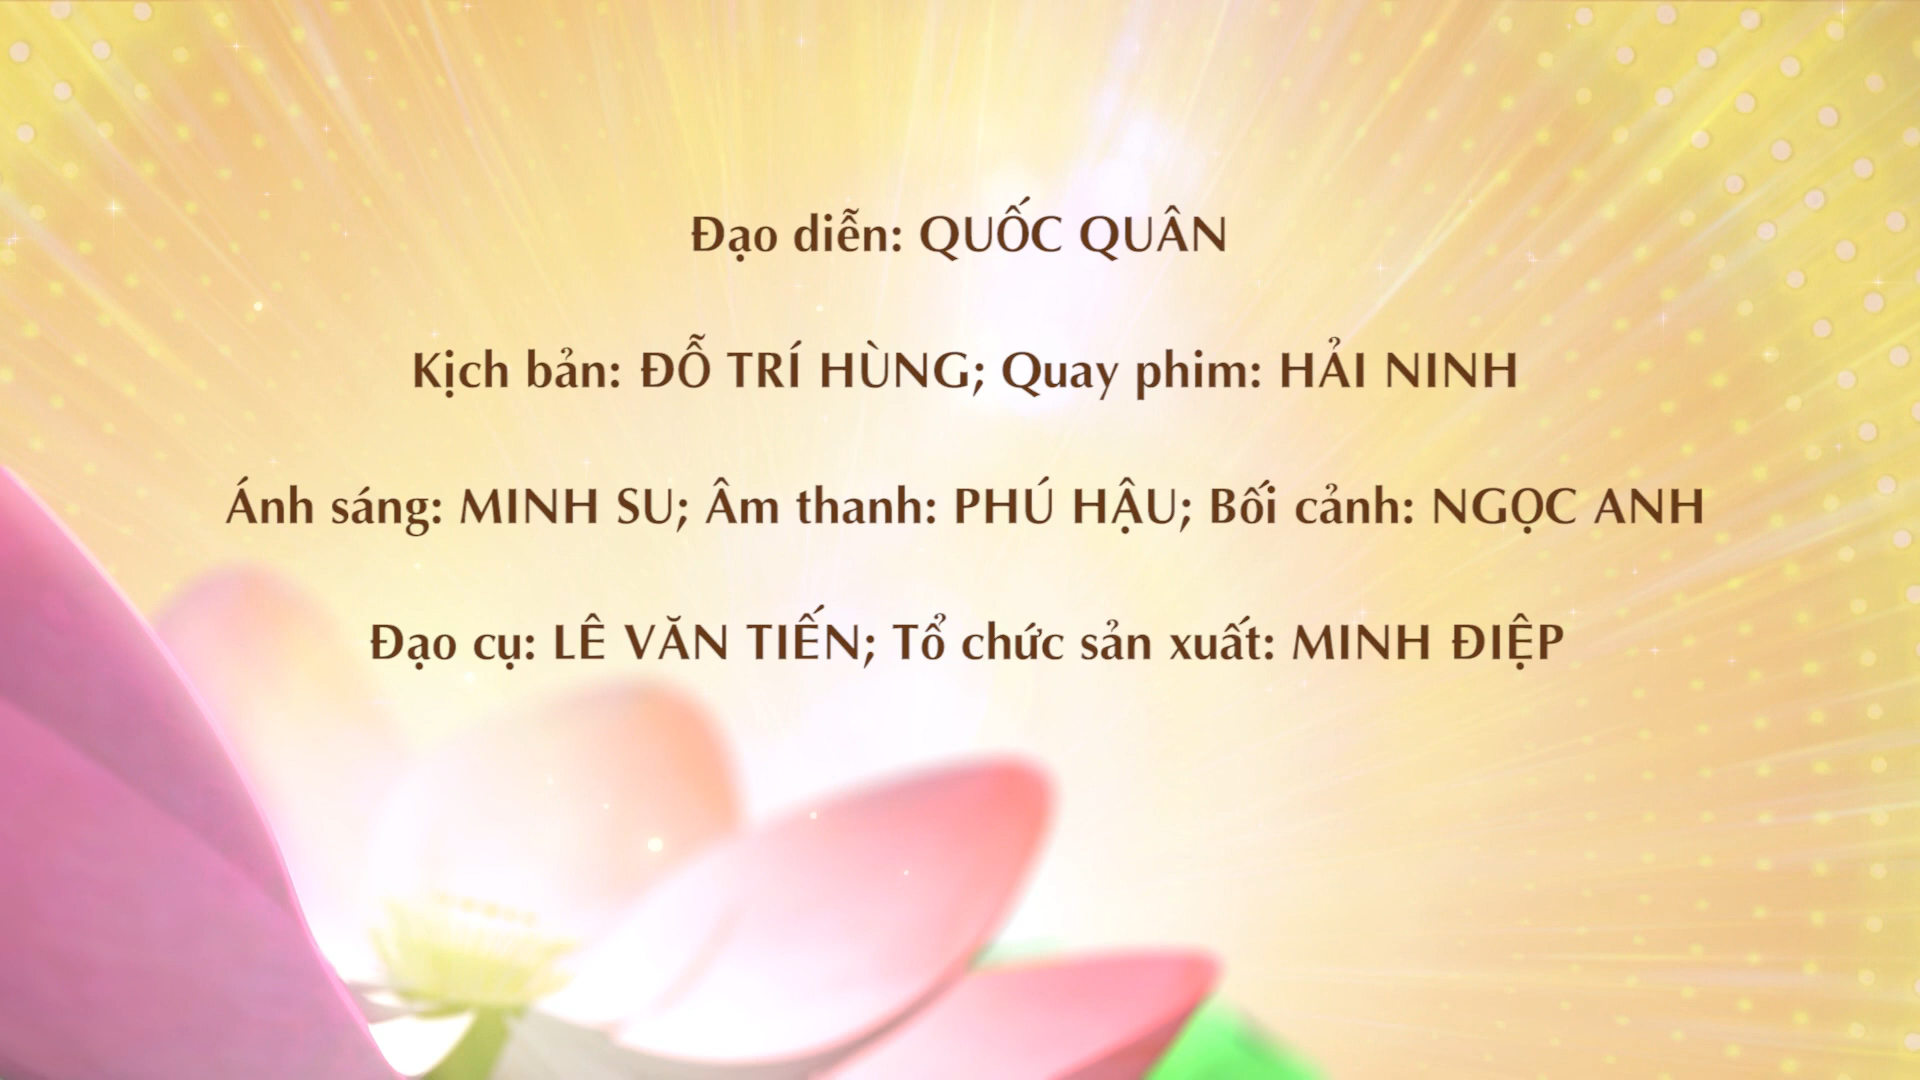 Đạo diễn: QUỐC QUÂN
Kịch bản: ĐỖ TRÍ HÙNG; Quay phim: HẢI NINH
Ánh sáng: MINH SU; Âm thanh: PHÚ HẬU; Bối cảnh: NGỌC ANH
Đạo cụ: LÊ VĂN TIẾN; Tổ chức sản xuất: MINH ĐIỆP